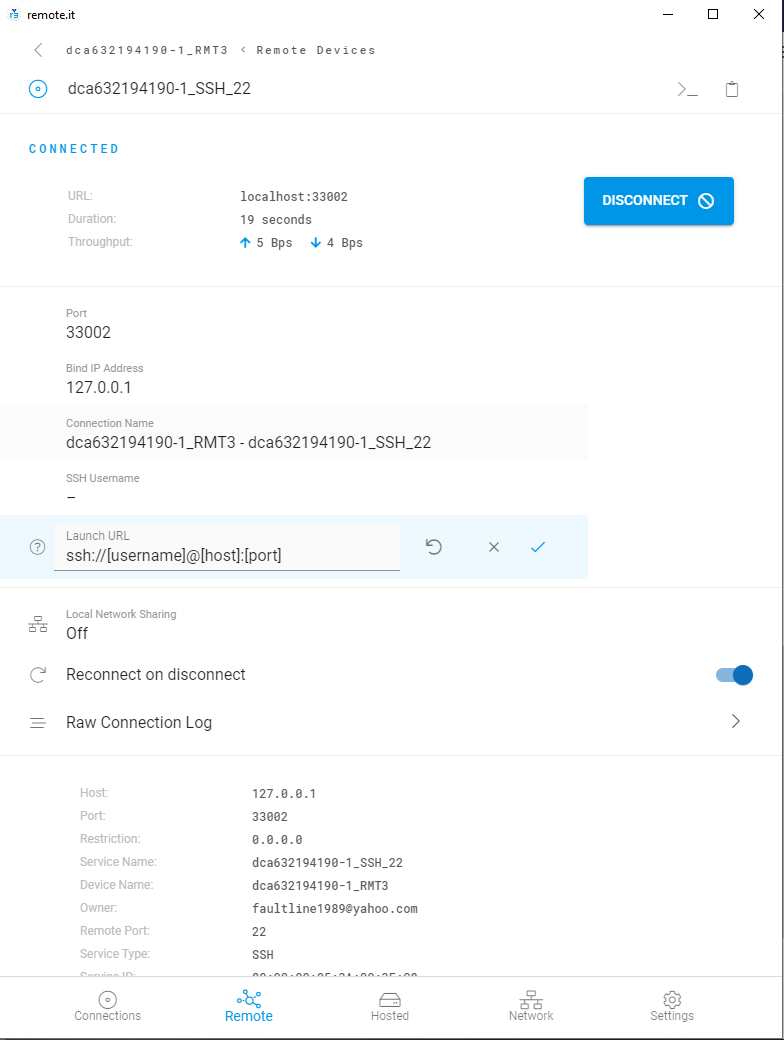 remote.it
dca632194190-1_RMT3 < Remote Devices
dca632194190-1_SSH_22
CONNECTED
URL: localhost:33002
DISCONNECT
Duration: 19 seconds
Throughput: 5 Bps 4 Bps
Port
33002
Bind IP Address
127.0.0.1
Connection Name
dca632194190-1_RMT3 - dca632194190-1_SSH_22
SSH Username
–
Launch URL
ssh://[username]@[host]:[port]
Local Network Sharing
Off
Reconnect on disconnect
Raw Connection Log
Host: 127.0.0.1
Port: 33002
Restriction: 0.0.0.0
Service Name: dca632194190-1_SSH_22
Device Name: dca632194190-1_RMT3
Owner: faultline1989@yahoo.com
Remote Port: 22
Service Type: SSH
Service ID:
Connections Remote Hosted Network Settings